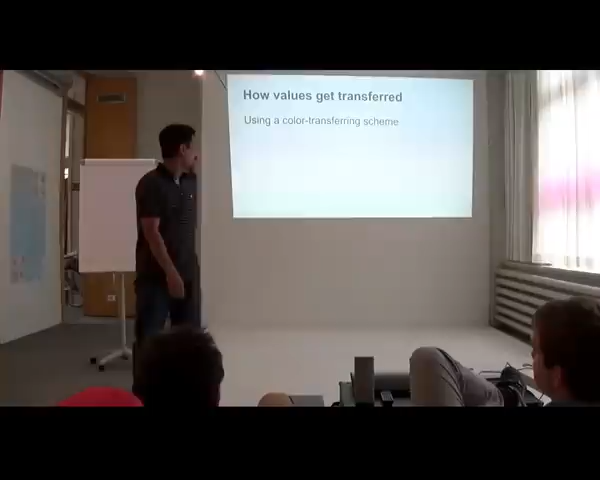 How values get transferred
Using a color-transferring scheme